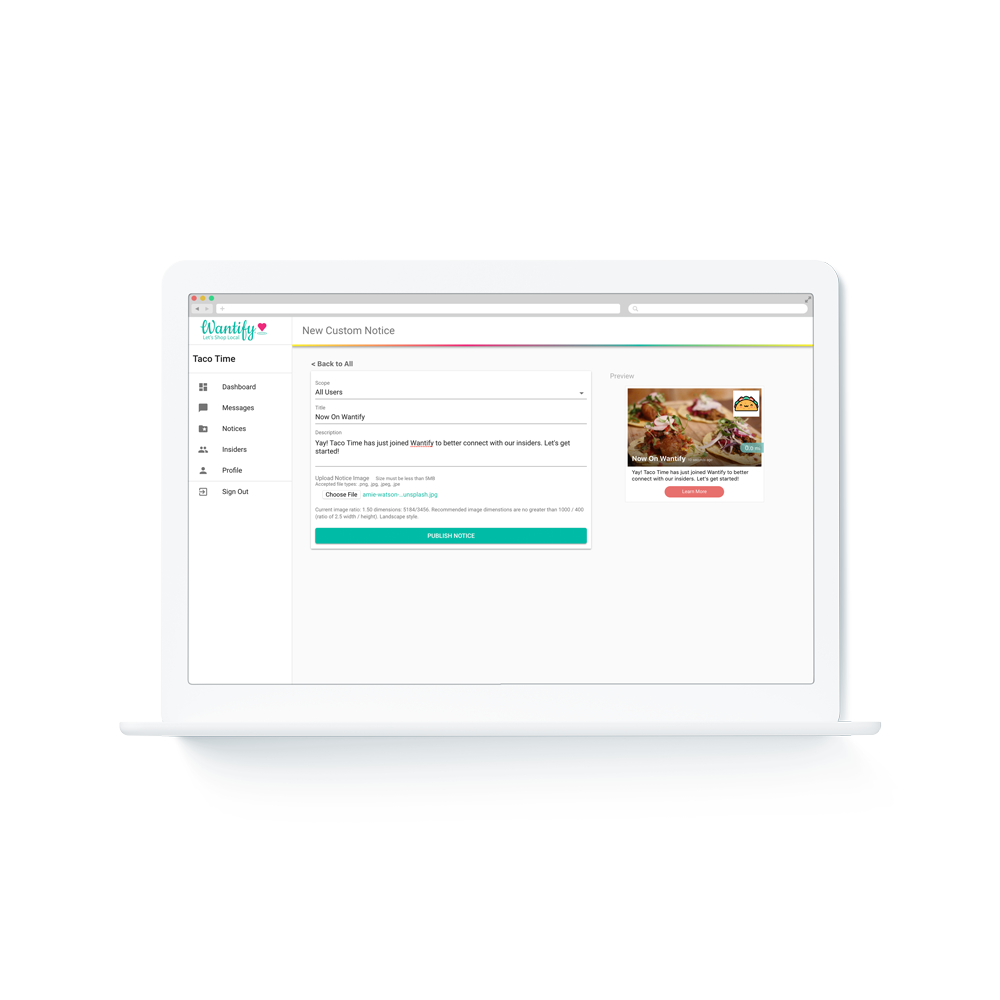 Wantify
Let's Shop Local
New Custom Notice
Taco Time
Dashboard
Messages
Notices
Insiders
Profile
Sign Out
< Back to All
Scope
All Users
Title
Now On Wantify
Description
Yay! Taco Time has just joined Wantify to better connect with our insiders. Let's get
started!
Upload Notice Image Size must be less than 5MB
Accepted file types: .png, .jpg, .jpeg, .jpe
Choose File amie-watson-...unsplash.jpg
Current image ratio: 1.50 dimensions: 5184/3456. Recommended image dimenstions are no greater than 1000 / 400
(ratio of 2.5 width / height). Landscape style.
PUBLISH NOTICE
Preview
0.0 mi
Now On Wantify
Yay! Taco Time has just joined Wantify to better
connect with our insiders. Let's get started!
Learn More